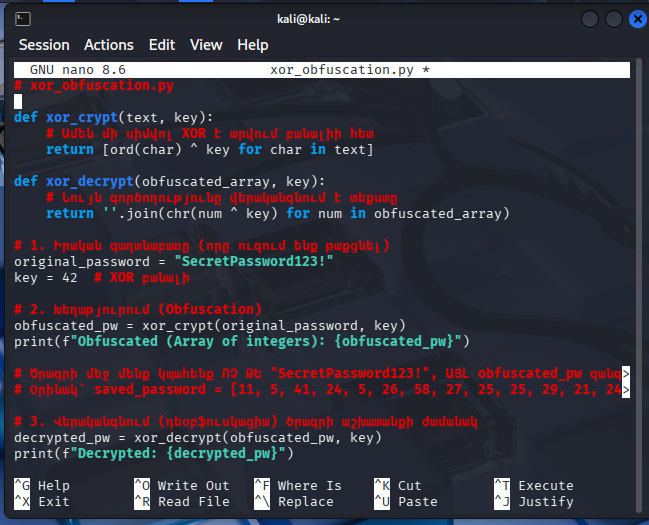 kali@kali: ~
Session Actions Edit View Help
GNU nano 8.6 xor_obfuscation.py *
# xor_obfuscation.py
def xor_crypt(text, key):
# Ամեն մի սիմվոլ XOR է արվում բանալիի հետ
return [ord(char) ^ key for char in text]
def xor_decrypt(obfuscated_array, key):
# Նույն գործողությունը վերականգնում է տեքստը
return ''.join(chr(num ^ key) for num in obfuscated_array)
# 1. Իրական գաղտնաբառը (որը ուզում ենք թաքցնել)
original_password = "SecretPassword123!"
key = 42 # XOR բանալի
# 2. Խեղաթյուրում (Obfuscation)
obfuscated_pw = xor_crypt(original_password, key)
print(f"Obfuscated (Array of integers): {obfuscated_pw}")
# Ծրագրի մեջ մենք կպահենք ՈՉ ԹԵ "SecretPassword123!", ԱՅԼ obfuscated_pw զանգ>
# Օրինակ՝ saved_password = [11, 5, 41, 24, 5, 26, 58, 27, 25, 25, 29, 21, 24>
# 3. Վերականգնում (դեօբֆուսկացիա) ծրագրի աշխատանքի ժամանակ
decrypted_pw = xor_decrypt(obfuscated_pw, key)
print(f"Decrypted: {decrypted_pw}")
^G Help ^O Write Out ^F Where Is ^K Cut ^T Execute
^X Exit ^R Read File ^\ Replace ^U Paste ^J Justify